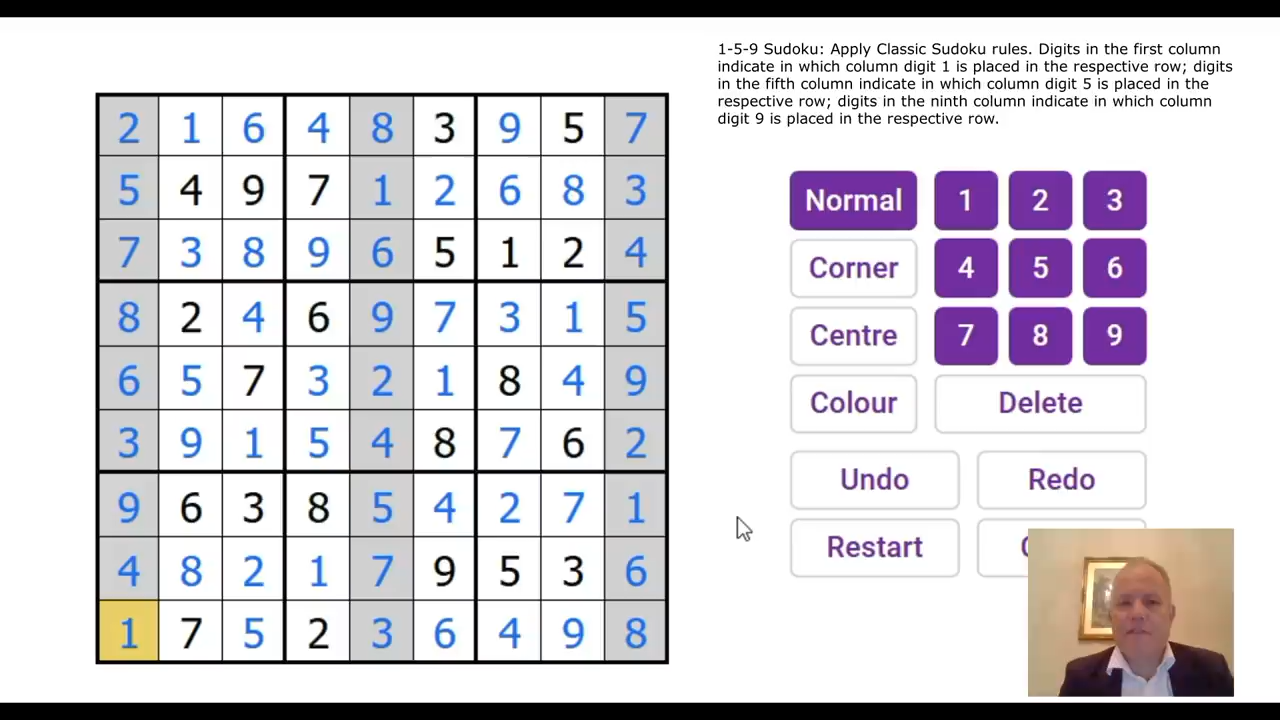 1-5-9 Sudoku: Apply Classic Sudoku rules. Digits in the first column
indicate in which column digit 1 is placed in the respective row; digits
in the fifth column indicate in which column digit 5 is placed in the
respective row; digits in the ninth column indicate in which column
digit 9 is placed in the respective row.
2 1 6 4 8 3 9 5 7
5 4 9 7 1 2 6 8 3
7 3 8 9 6 5 1 2 4
8 2 4 6 9 7 3 1 5
6 5 7 3 2 1 8 4 9
3 9 1 5 4 8 7 6 2
9 6 3 8 5 4 2 7 1
4 8 2 1 7 9 5 3 6
1 7 5 2 3 6 4 9 8
Normal 1 2 3
Corner 4 5 6
Centre 7 8 9
Colour Delete
Undo Redo
Restart